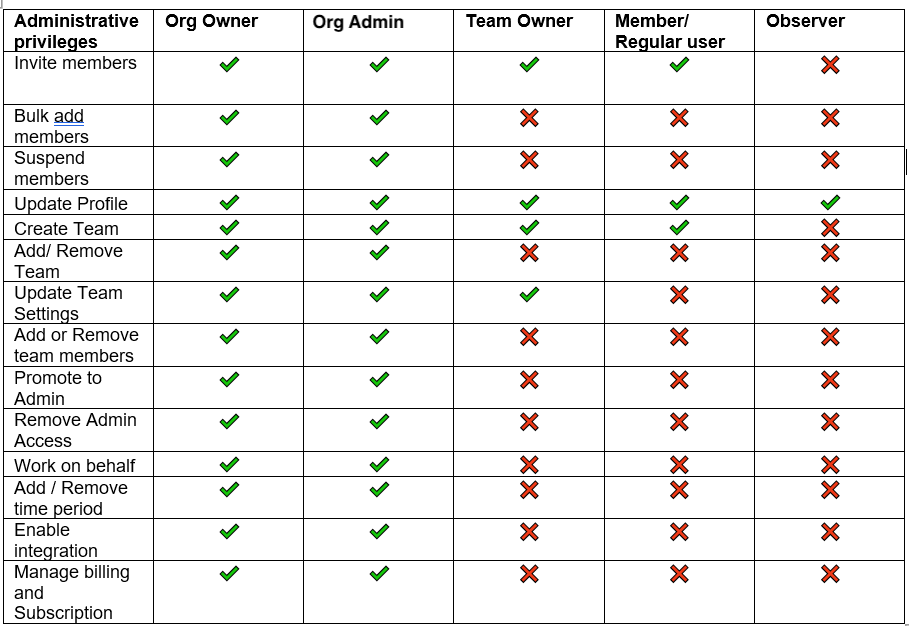 Administrative privileges Org Owner Org Admin Team Owner Member/ Regular user Observer
Invite members
Bulk add
members
Suspend
members
Update Profile
Create Team
Add/ Remove
Team
Update Team
Settings
Add or Remove
team members
Promote to
Admin
Remove Admin
Access
Work on behalf
Add / Remove
time period
Enable
integration
Manage billing
and
Subscription